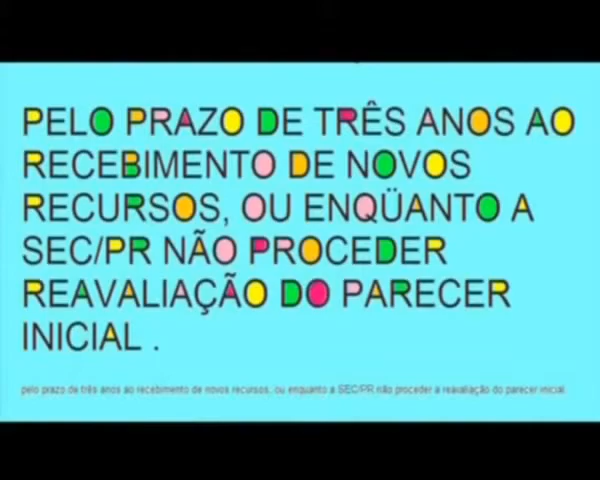 PELO PRAZO DE TRÊS ANOS AO
RECEBIMENTO DE NOVOS
RECURSOS, OU ENQÜANTO A
SEC/PR NÃO PROCEDER
REAVALIAÇÃO DO PARECER
INICIAL .
pelo prazo de três anos ao recebimento de novos recursos, ou enquanto a SEC/PR não proceder a reavaliação do parecer inicial